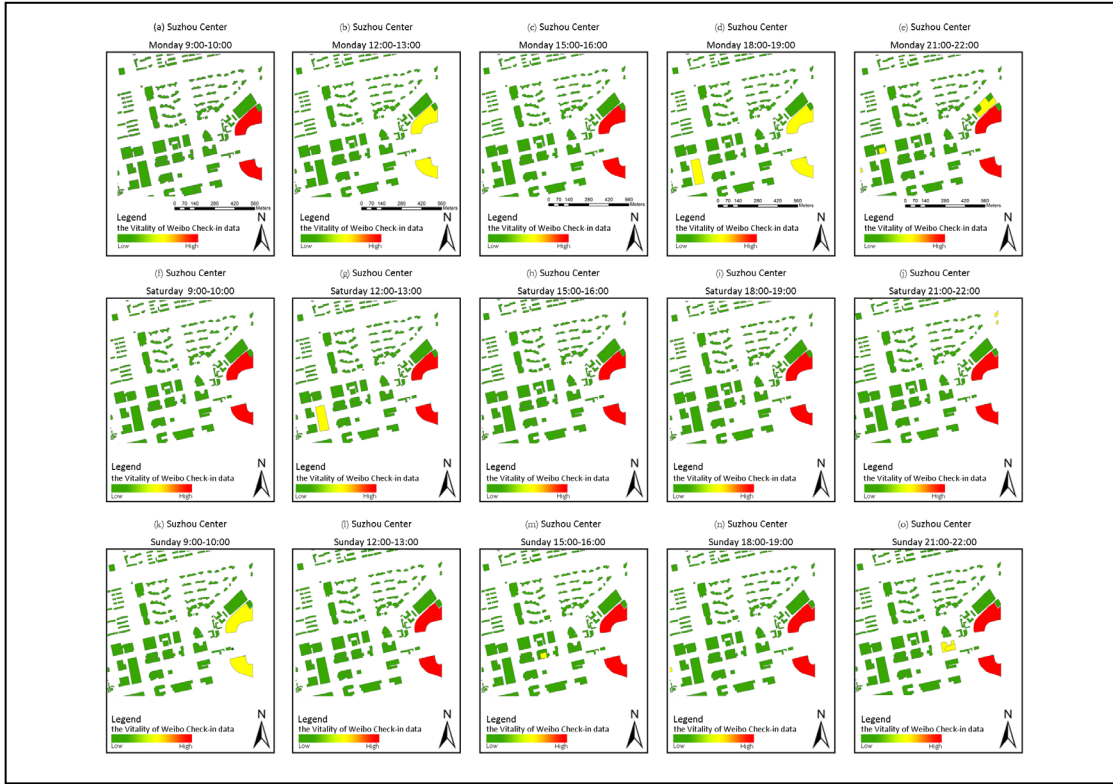 (a) Suzhou Center
Monday 9:00-10:00
0 70 140 280 420 560
Meters
Legend
the Vitality of Weibo Check-in data
Low High
N
(b) Suzhou Center
Monday 12:00-13:00
0 70 140 280 420 560
Meters
Legend
the Vitality of Weibo Check-in data
Low High
N
(c) Suzhou Center
Monday 15:00-16:00
0 70 140 280 420 560
Meters
Legend
the Vitality of Weibo Check-in data
Low High
N
(d) Suzhou Center
Monday 18:00-19:00
0 70 140 280 420 560
Meters
Legend
the Vitality of Weibo Check-in data
Low High
N
(e) Suzhou Center
Monday 21:00-22:00
0 70 140 280 420 560
Meters
Legend
the Vitality of Weibo Check-in data
Low High
N
(f) Suzhou Center
Saturday 9:00-10:00
Legend
the Vitality of Weibo Check-in data
Low High
N
(g) Suzhou Center
Saturday 12:00-13:00
Legend
the Vitality of Weibo Check-in data
Low High
N
(h) Suzhou Center
Saturday 15:00-16:00
Legend
the Vitality of Weibo Check-in data
Low High
N
(i) Suzhou Center
Saturday 18:00-19:00
Legend
the Vitality of Weibo Check-in data
Low High
N
(j) Suzhou Center
Saturday 21:00-22:00
Legend
the Vitality of Weibo Check-in data
Low High
N
(k) Suzhou Center
Sunday 9:00-10:00
Legend
the Vitality of Weibo Check-in data
Low High
N
(l) Suzhou Center
Sunday 12:00-13:00
Legend
the Vitality of Weibo Check-in data
Low High
N
(m) Suzhou Center
Sunday 15:00-16:00
Legend
the Vitality of Weibo Check-in data
Low High
N
(n) Suzhou Center
Sunday 18:00-19:00
Legend
the Vitality of Weibo Check-in data
Low High
N
(o) Suzhou Center
Sunday 21:00-22:00
Legend
the Vitality of Weibo Check-in data
Low High
N